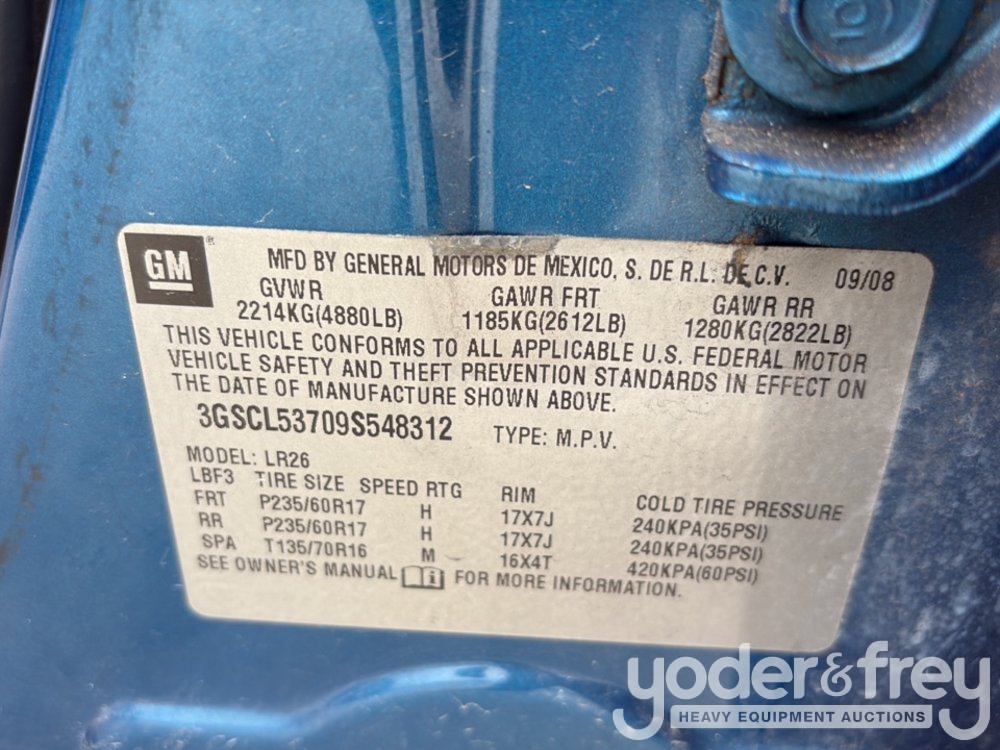 10
GM®
MFD BY GENERAL MOTORS DE MEXICO, S. DE R.L. DE C.V. 09/08
GVWR GAWR FRT GAWR RR
2214KG(4880LB) 1185KG(2612LB) 1280KG(2822LB)
THIS VEHICLE CONFORMS TO ALL APPLICABLE U.S. FEDERAL MOTOR
VEHICLE SAFETY AND THEFT PREVENTION STANDARDS IN EFFECT ON
THE DATE OF MANUFACTURE SHOWN ABOVE.
3GSCL53709S548312 TYPE: M.P.V.
MODEL: LR26
LBF3 TIRE SIZE SPEED RTG RIM COLD TIRE PRESSURE
FRT P235/60R17 H 17X7J 240KPA(35PSI)
RR P235/60R17 H 17X7J 240KPA(35PSI)
SPA T135/70R16 M 16X4T 420KPA(60PSI)
SEE OWNER'S MANUAL i FOR MORE INFORMATION.
yoder&frey
HEAVY EQUIPMENT AUCTIONS